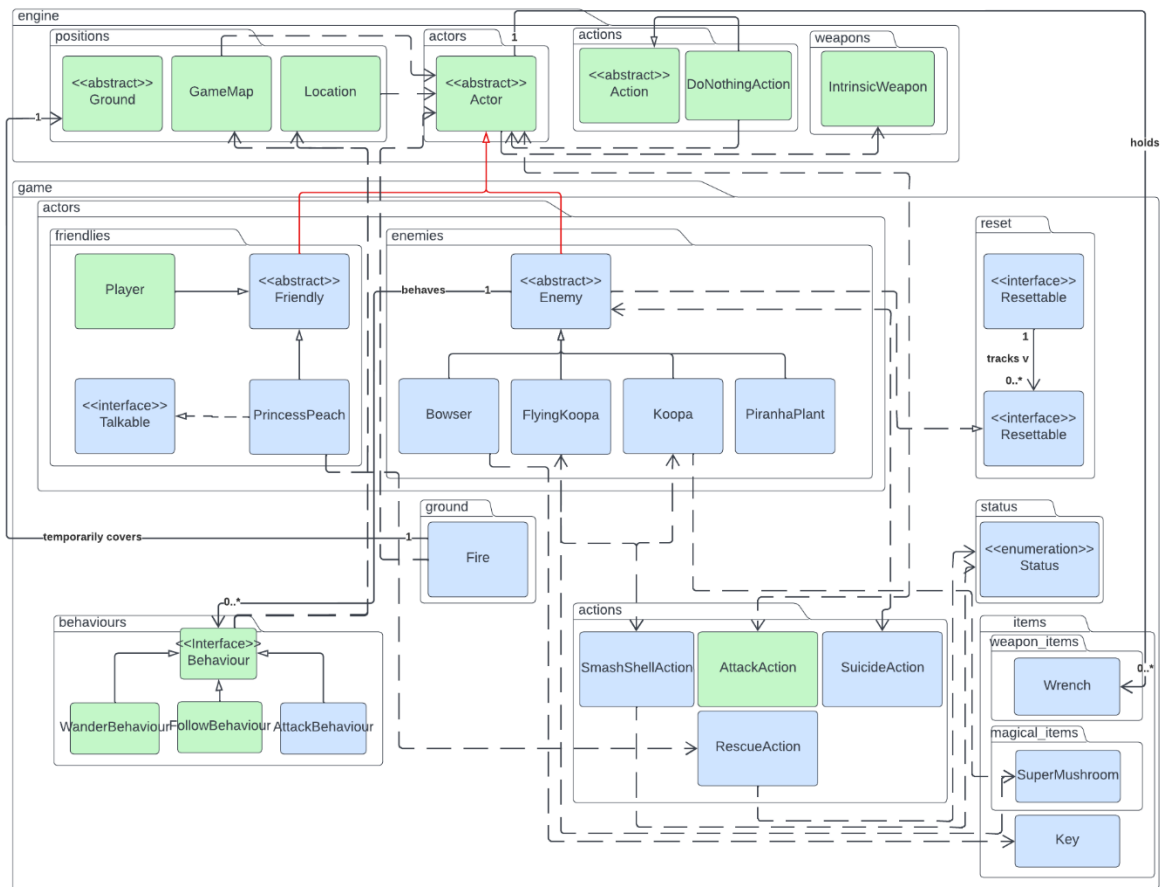 engine
positions
actors
1
actions
weapons
<<abstract>>
Ground
GameMap
Location
<<abstract>>
Actor
<<abstract>>
Action
DoNothingAction
IntrinsicWeapon
1
holds
game
actors
friendlies
enemies
reset
Player
<<abstract>>
Friendly
behaves
1
<<abstract>>
Enemy
<<interface>>
Resettable
1
tracks v
0..*
<<interface>>
Talkable
PrincessPeach
Bowser
FlyingKoopa
Koopa
PiranhaPlant
<<interface>>
Resettable
ground
status
temporarily covers
1
Fire
<<enumeration>>
Status
0..*
behaviours
actions
items
<<Interface>>
Behaviour
SmashShellAction
AttackAction
SuicideAction
weapon_items
0..*
Wrench
WanderBehaviour
FollowBehaviour
AttackBehaviour
RescueAction
magical_items
SuperMushroom
Key